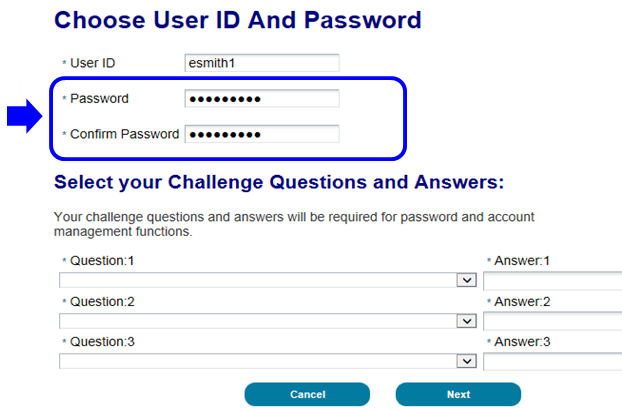 Choose User ID And Password
* User ID esmith1
* Password ●●●●●●●●●
* Confirm Password ●●●●●●●●●
Select your Challenge Questions and Answers:
Your challenge questions and answers will be required for password and account
management functions.
* Question:1 * Answer:1
* Question:2 * Answer:2
* Question:3 * Answer:3
Cancel Next